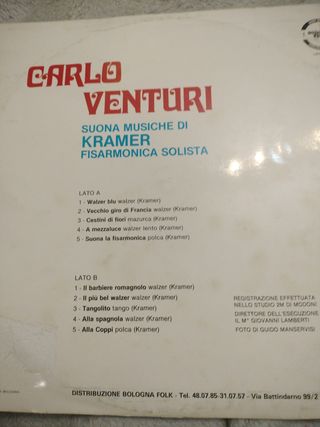 CARLO
VENTURI
SUONA MUSICHE DI
KRAMER
FISARMONICA SOLISTA
LATO A
1 - Walzer blu walzer (Kramer)
2 - Vecchio giro di Francia walzer (Kramer)
3 - Cestini di fiori mazurca (Kramer)
4 - A mezzaluce walzer lento (Kramer)
5 - Suona la fisarmonica polca (Kramer)
LATO B
1 - Il barbiere romagnolo walzer (Kramer)
2 - Il più bel walzer walzer (Kramer)
3 - Tangolito tango (Kramer)
4 - Alla spagnola walzer (Kramer)
5 - Alla Coppi polca (Kramer)
REGISTRAZIONE EFFETTUATA
NELLO STUDIO 2M DI MODONI.
DIRETTORE DELL'ESECUZIONE
IL M° GIOVANNI LAMBERTI
FOTO DI GUIDO MANSERVISI
DISTRIBUZIONE BOLOGNA FOLK - Tel. 48.07.85-31.07.57 - Via Battindarno 99/2